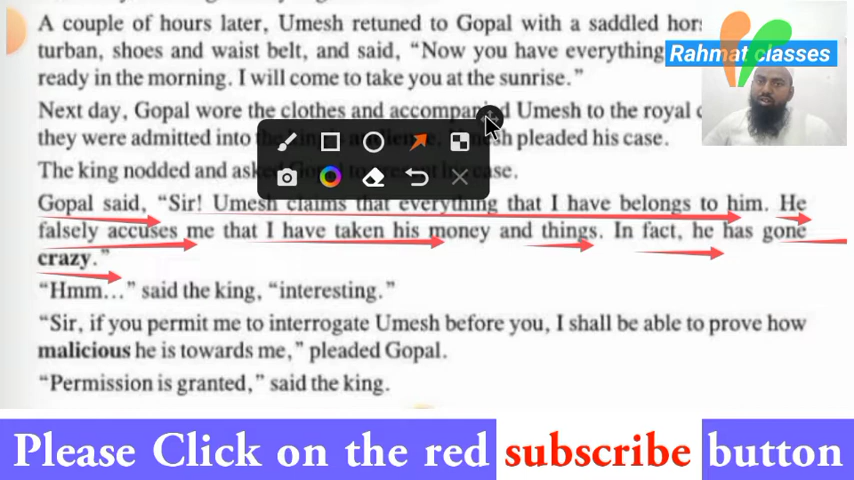 A couple of hours later, Umesh retuned to Gopal with a saddled
turban, shoes and waist belt, and said, “Now you have everything
ready in the morning. I will come to take you at the sunrise.”
Rahmat classes
Next day, Gopal wore the clothes and accompanied Umesh to the royal
they were admitted into pleaded his case.
The king nodded and case.
Gopal said, “Sir! Umesh claims that everything that I have belongs to him. He
falsely accuses me that I have taken his money and things. In fact, he has gone
crazy.”
“Hmm...” said the king, “interesting.”
“Sir, if you permit me to interrogate Umesh before you, I shall be able to prove how
malicious he is towards me,” pleaded Gopal.
“Permission is granted,” said the king.
Please Click on the red subscribe button